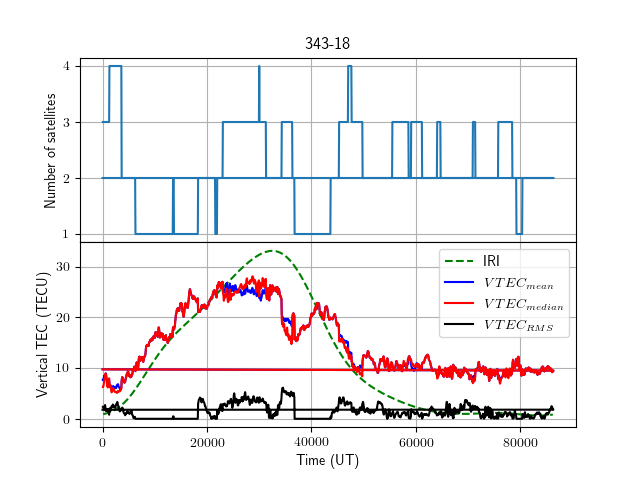 343-18
Number of satellites
4
3
2
1
Vertical TEC (TECU)
30
20
10
0
IRI
VTEC_mean
VTEC_median
VTEC_RMS
0 20000 40000 60000 80000
Time (UT)